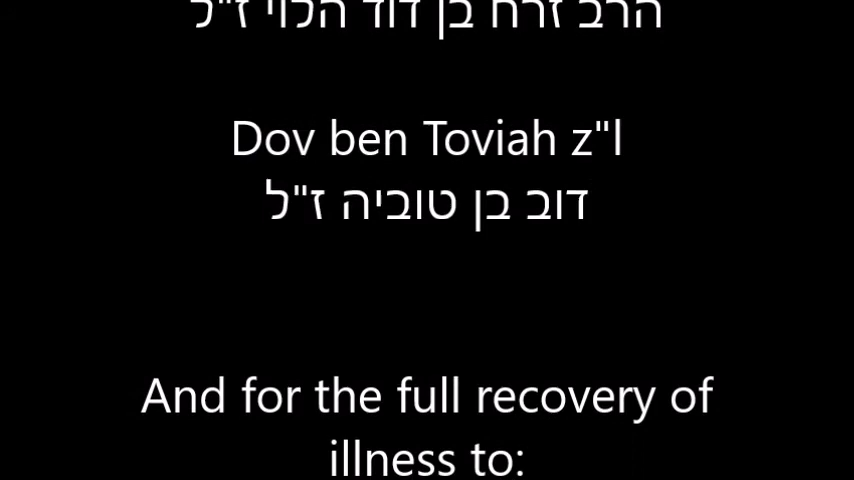 הרב זרח בן דוד הלוי ז"ל
Dov ben Toviah z"l
דוב בן טוביה ז"ל
And for the full recovery of
illness to: